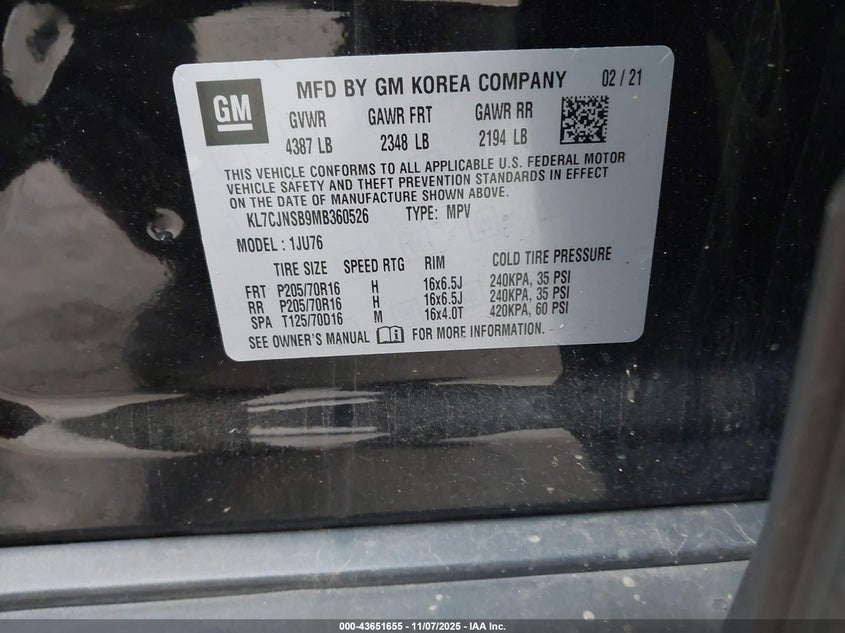 GM
MFD BY GM KOREA COMPANY 02 / 21
GVWR GAWR FRT GAWR RR
4387 LB 2348 LB 2194 LB
THIS VEHICLE CONFORMS TO ALL APPLICABLE U.S. FEDERAL MOTOR
VEHICLE SAFETY AND THEFT PREVENTION STANDARDS IN EFFECT
ON THE DATE OF MANUFACTURE SHOWN ABOVE.
KL7CJNSB9MB360526 TYPE: MPV
MODEL : 1JU76
TIRE SIZE SPEED RTG RIM COLD TIRE PRESSURE
FRT P205/70R16 H 16x6.5J 240KPA, 35 PSI
RR P205/70R16 H 16x6.5J 240KPA, 35 PSI
SPA T125/70D16 M 16x4.0T 420KPA, 60 PSI
SEE OWNER'S MANUAL FOR MORE INFORMATION.
000-43651655 - 11/07/2025 - IAA Inc.